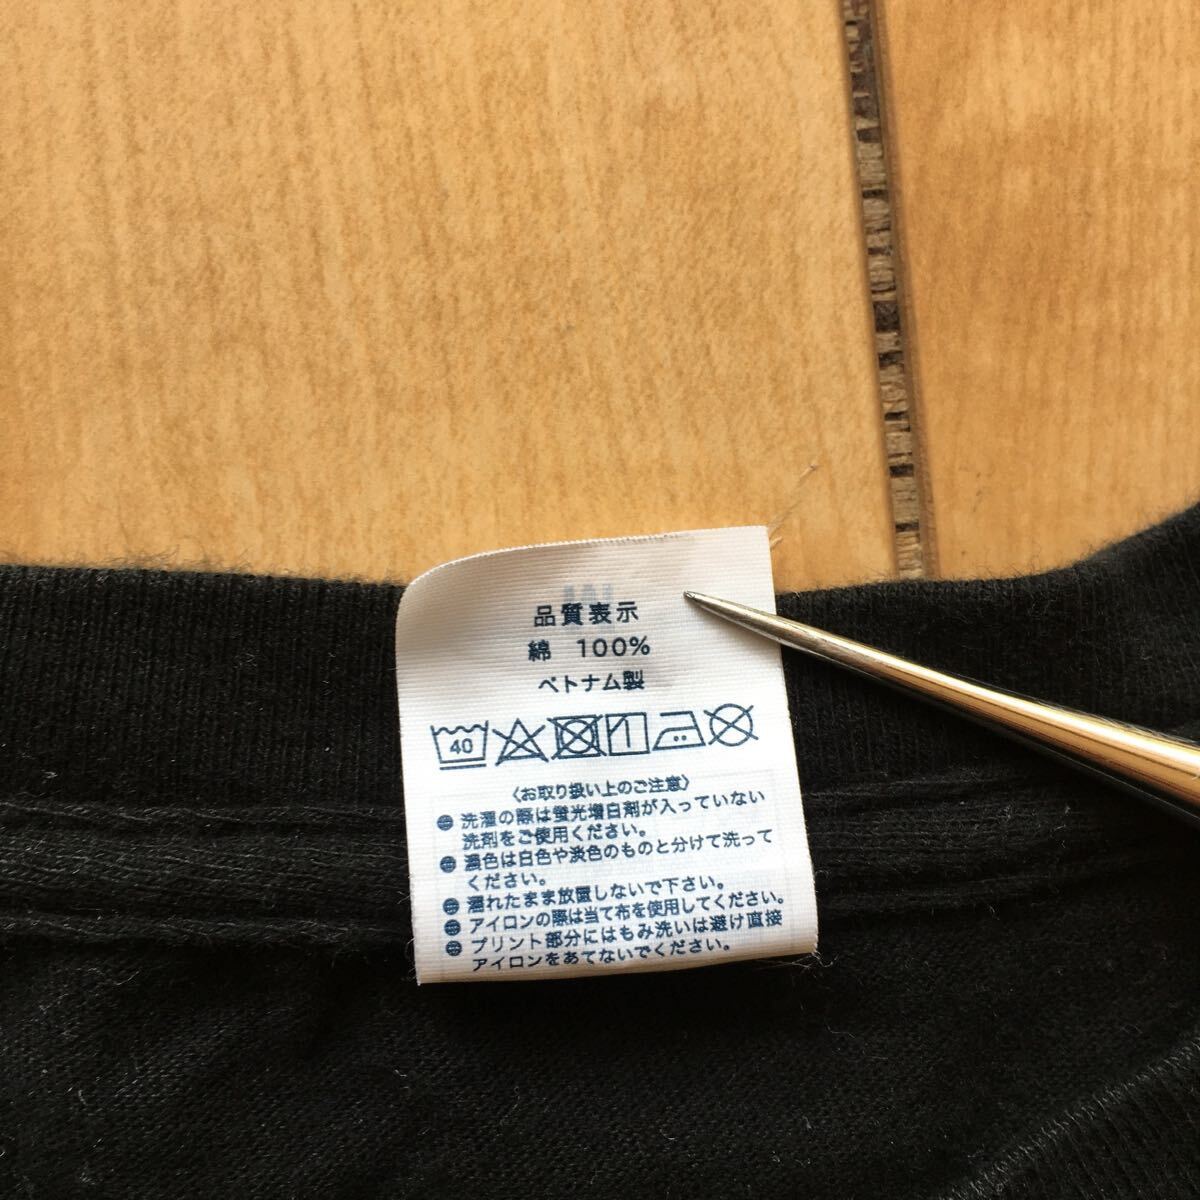 品質表示
綿 100%
ベトナム製
40
〈お取り扱い上のご注意〉
● 洗濯の際は蛍光増白剤が入っていない
洗剤をご使用ください。
● 濃色は白色や淡色のものと分けて洗って
ください。
● 濡れたまま放置しないで下さい。
● アイロンの際は当て布を使用してください。
● プリント部分にはもみ洗いは避け直接
アイロンをあてないでください。